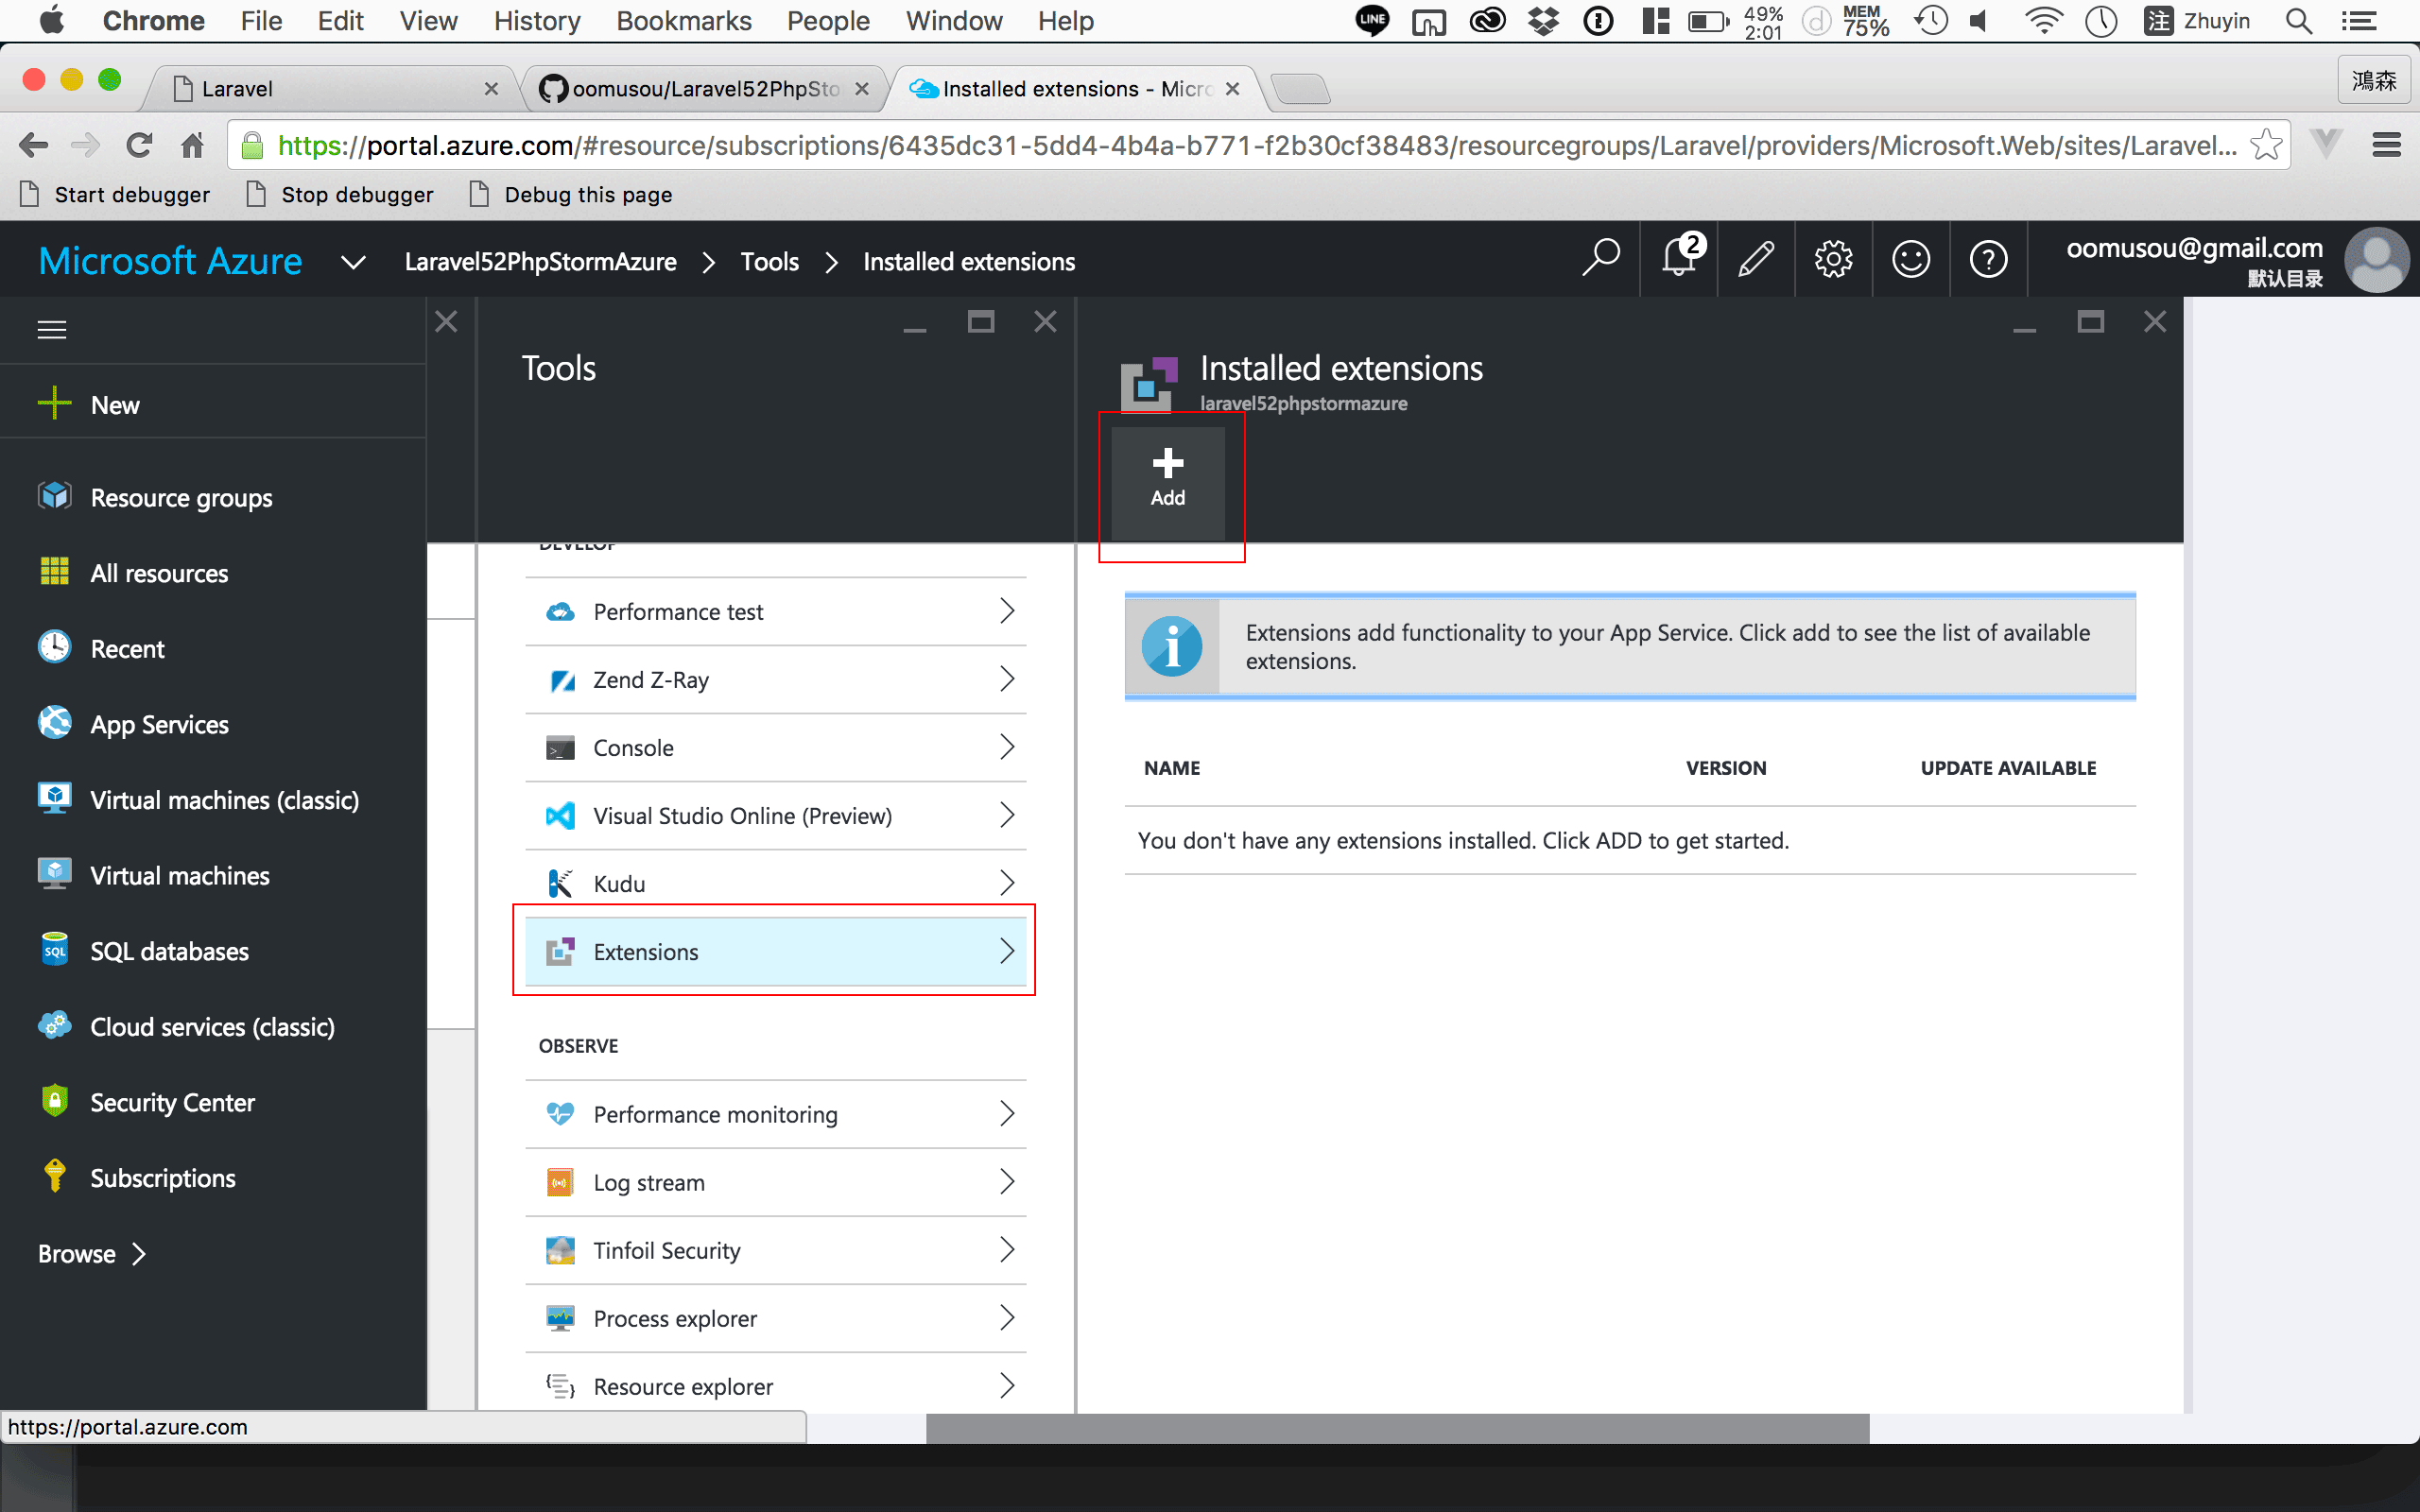 Chrome File Edit View History Bookmarks People Window Help
LINE
49%
2:01
MEM
75%
注 Zhuyin
Laravel
oomusou/Laravel52PhpSto
Installed extensions - Micro
鴻森
https://portal.azure.com/#resource/subscriptions/6435dc31-5dd4-4b4a-b771-f2b30cf38483/resourcegroups/Laravel/providers/Microsoft.Web/sites/Laravel...
Start debugger Stop debugger Debug this page
Microsoft Azure Laravel52PhpStormAzure > Tools > Installed extensions
2
oomusou@gmail.com
默认目录
New
Resource groups
All resources
Recent
App Services
Virtual machines (classic)
Virtual machines
SQL
SQL databases
Cloud services (classic)
Security Center
Subscriptions
Browse >
https://portal.azure.com
Tools
DEVELOP
Performance test
Zend Z-Ray
Console
Visual Studio Online (Preview)
Kudu
Extensions
OBSERVE
Performance monitoring
Log stream
Tinfoil Security
Process explorer
Resource explorer
Installed extensions
laravel52phpstormazure
Add
Extensions add functionality to your App Service. Click add to see the list of available
extensions.
NAME VERSION UPDATE AVAILABLE
You don't have any extensions installed. Click ADD to get started.